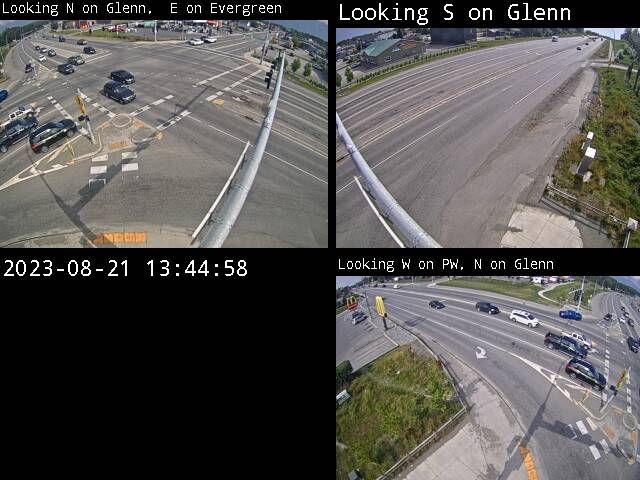 Looking N on Glenn,  E on Evergreen
Looking S on Glenn
2023-08-21 13:44:58
Looking W on PW, N on Glenn